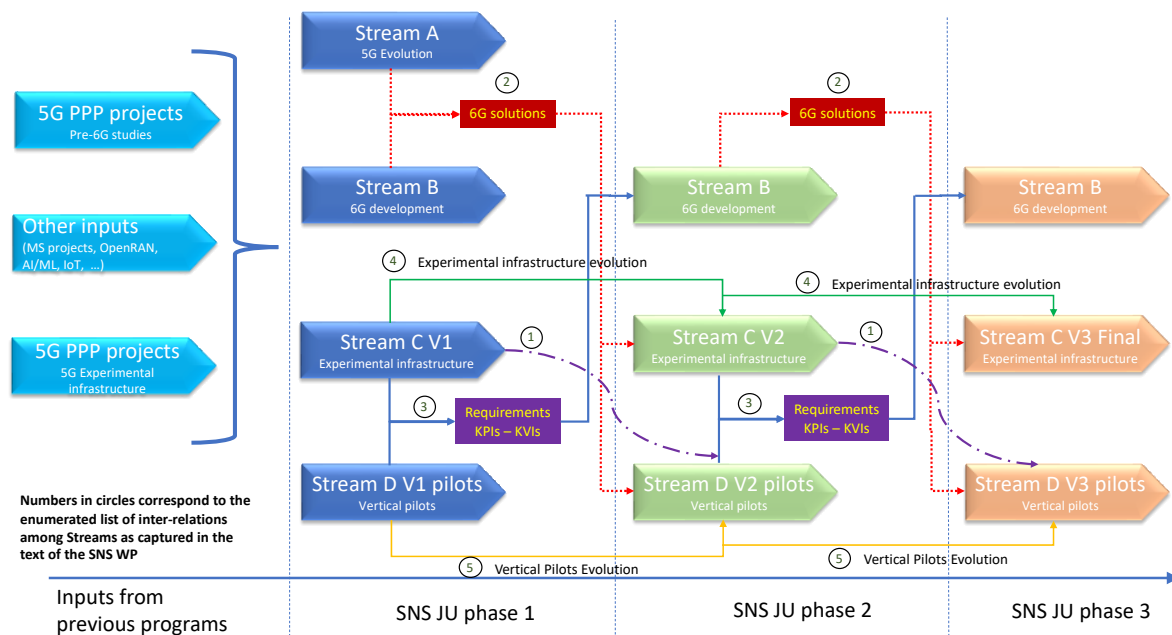 Stream A
5G Evolution
2
2
5G PPP projects
Pre-6G studies
6G solutions
6G solutions
Stream B
6G development
Stream B
6G development
Stream B
6G development
Other inputs
(MS projects, OpenRAN,
AI/ML, IoT, …)
4
Experimental infrastructure evolution
4
Experimental infrastructure evolution
5G PPP projects
5G Experimental
infrastructure
Stream C V1
Experimental infrastructure
1
Stream C V2
Experimental infrastructure
1
Stream C V3 Final
Experimental infrastructure
3
Requirements
KPIs – KVIs
3
Requirements
KPIs – KVIs
Stream D V1 pilots
Vertical pilots
Stream D V2 pilots
Vertical pilots
Stream D V3 pilots
Vertical pilots
Numbers in circles correspond to the
enumerated list of inter-relations
among Streams as captured in the
text of the SNS WP
5
Vertical Pilots Evolution
5
Vertical Pilots Evolution
Inputs from
previous programs
SNS JU phase 1
SNS JU phase 2
SNS JU phase 3